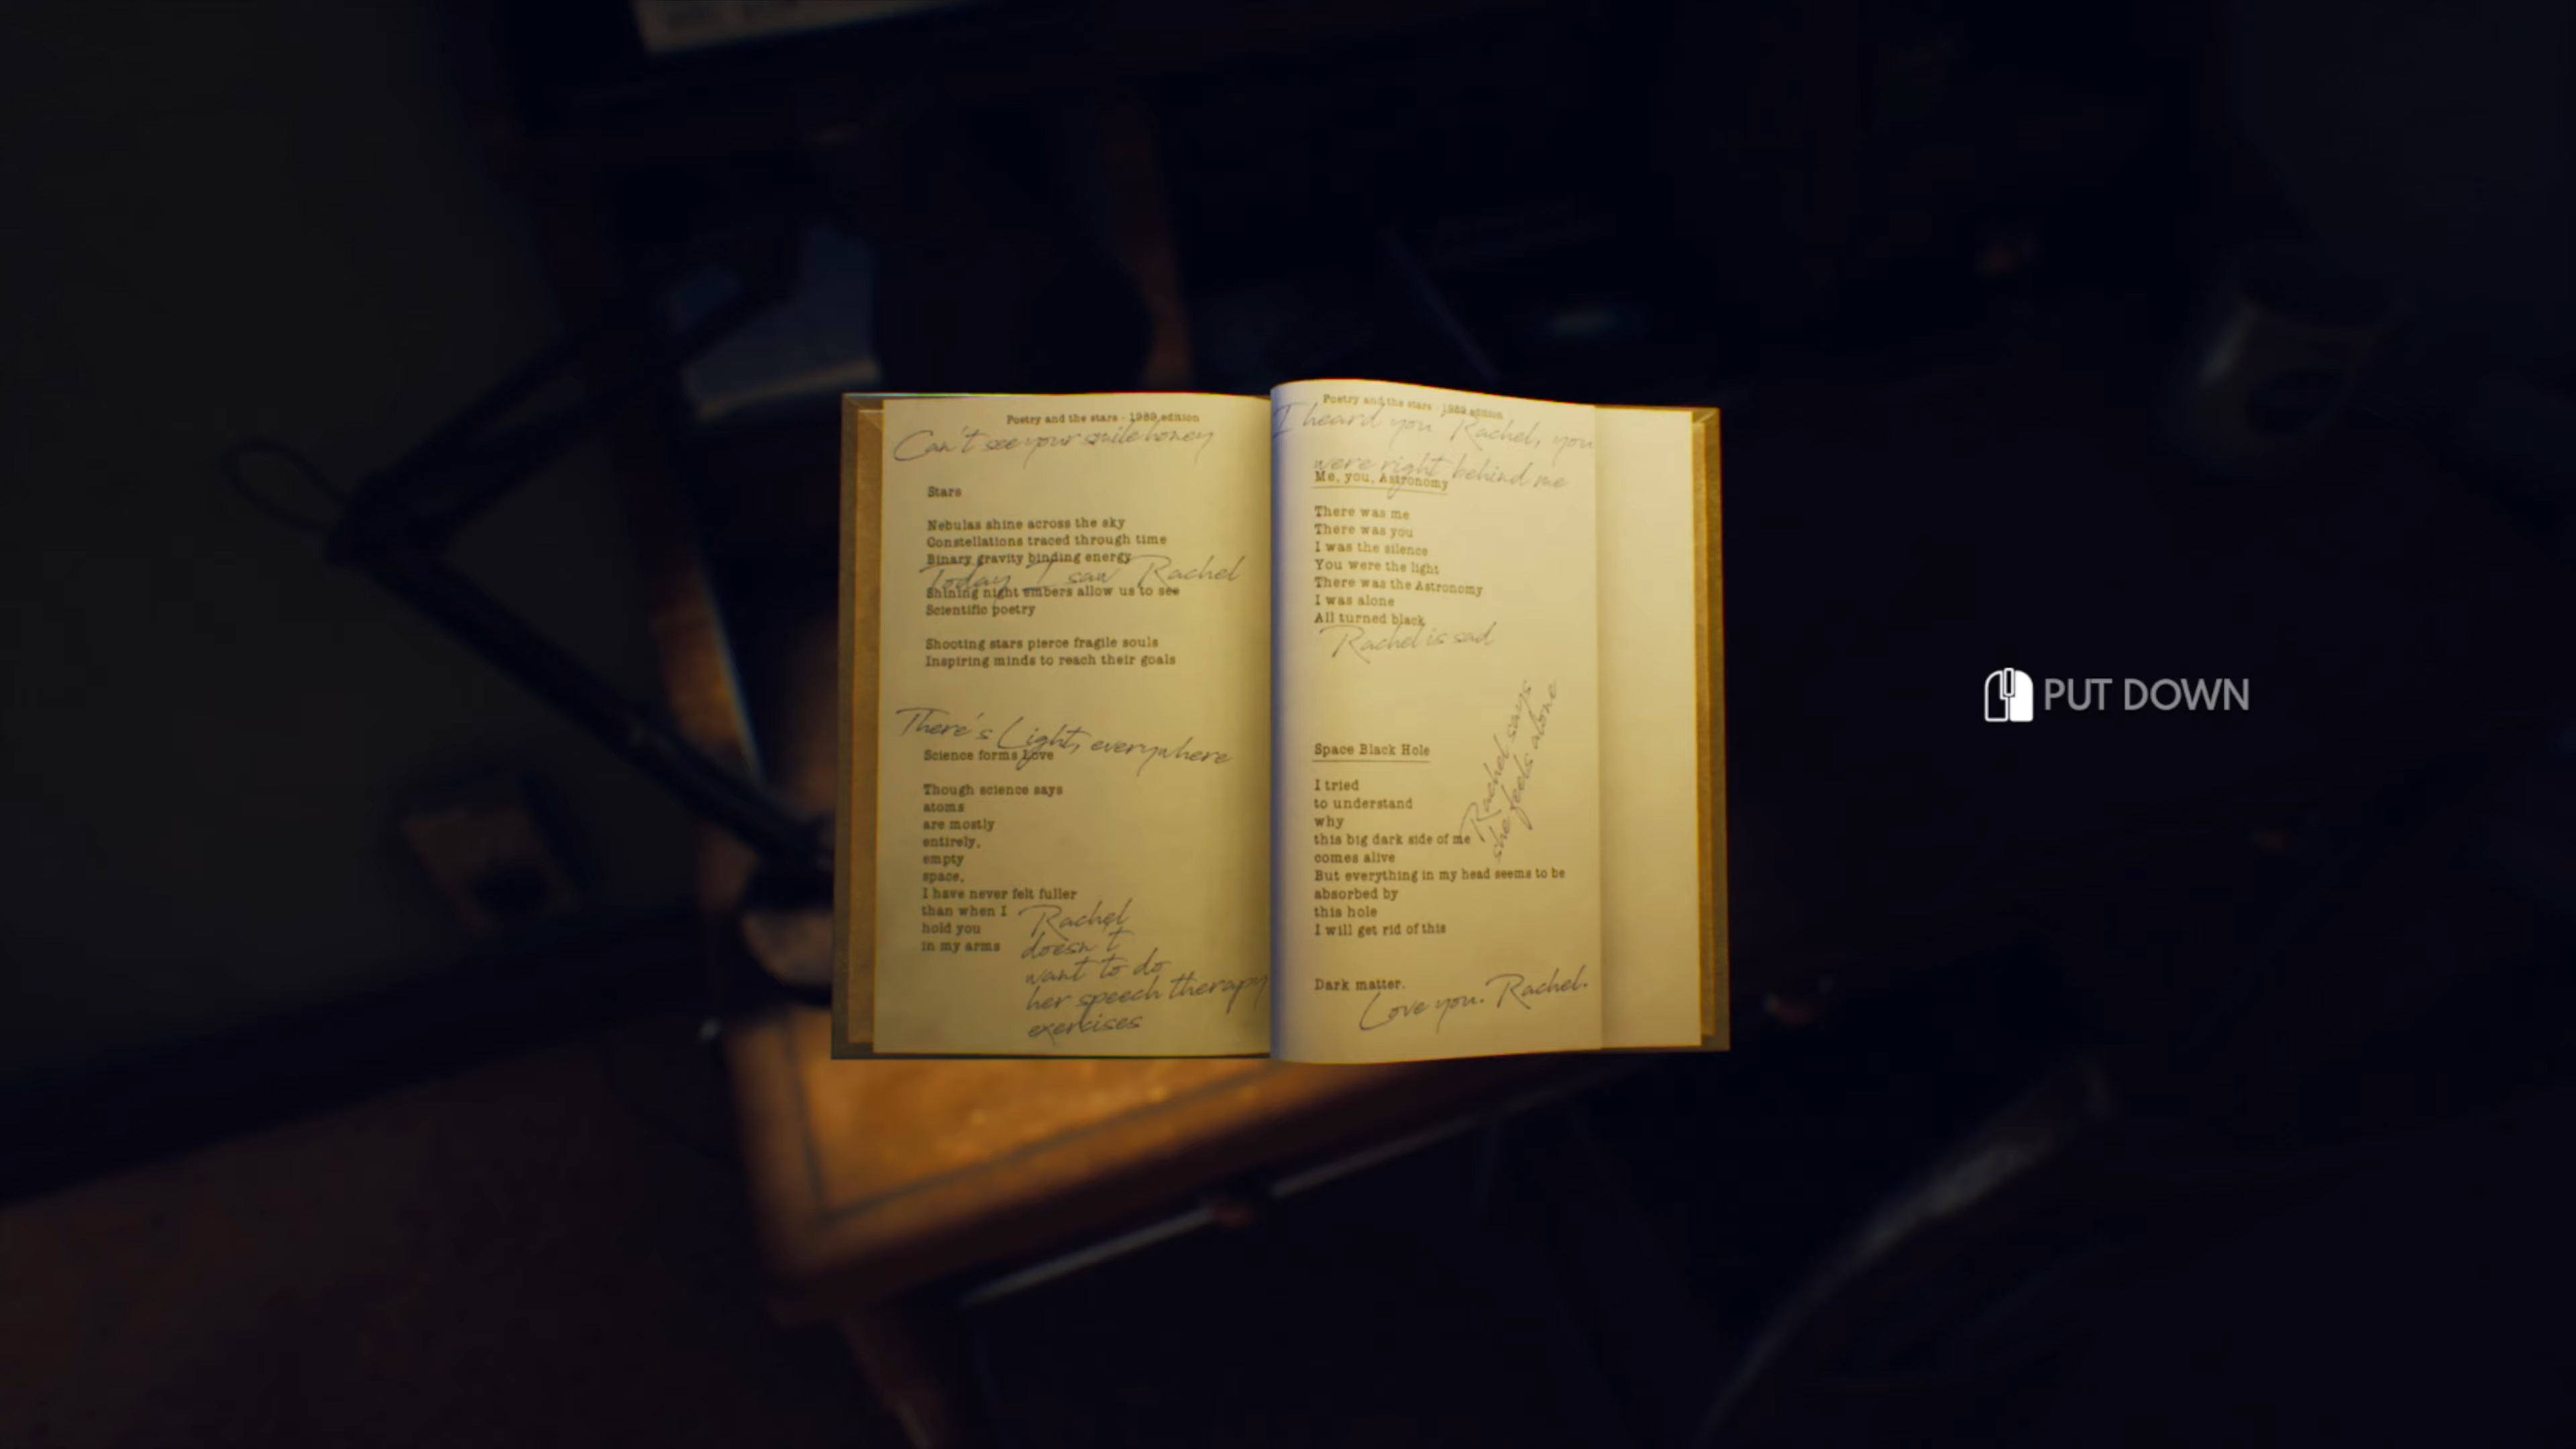 Poetry and the stars - 1989 edition
Can't see your smile honey
Stars
Nebulas shine across the sky
Constellations traced through time
Binary gravity binding energy
Today I saw Rachel
Shining night embers allow us to see
Scientific poetry
Shooting stars pierce fragile souls
Inspiring minds to reach their goals
There's Light, everywhere
Science forms Love
Though science says
atoms
are mostly
entirely,
empty
space,
I have never felt fuller
than when I
hold you
in my arms
Rachel
doesn't
want to do
her speech therapy
exercises
Poetry and the stars - 1989 edition
I heard you Rachel, you
were right behind me
Me, you, Astronomy
There was me
There was you
I was the silence
You were the light
There was the Astronomy
I was alone
All turned black
Rachel is sad
Rachel says
she feels alone
Space Black Hole
I tried
to understand
why
this big dark side of me
comes alive
But everything in my head seems to be
absorbed by
this hole
I will get rid of this
Dark matter.
Love you. Rachel.
PUT DOWN